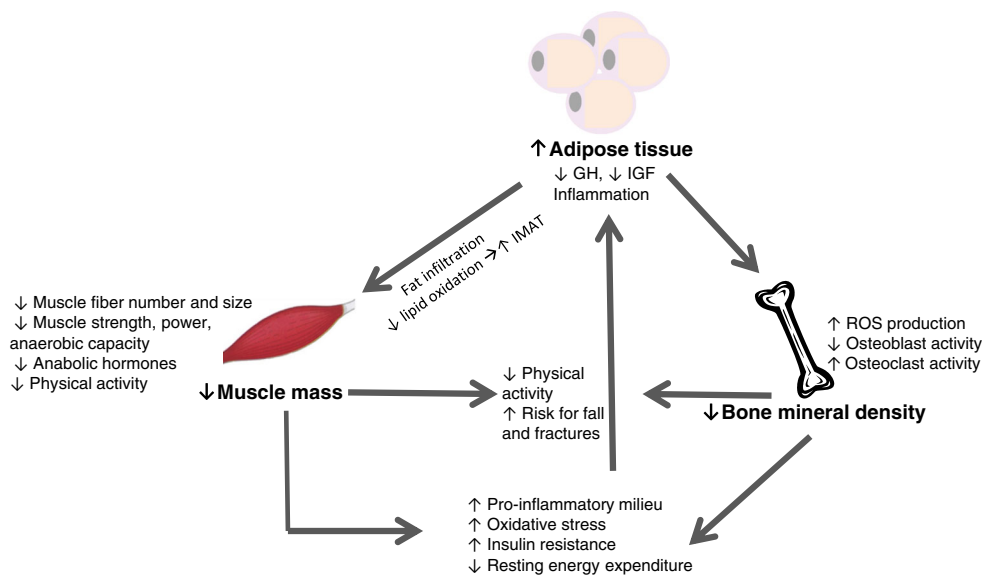 ↑ Adipose tissue
↓ GH, ↓ IGF
Inflammation
Fat infiltration
↓ lipid oxidation → ↑ IMAT
↓ Muscle fiber number and size
↓ Muscle strength, power,
anaerobic capacity
↓ Anabolic hormones
↓ Physical activity
↓ Muscle mass
↓ Physical
activity
↑ Risk for fall
and fractures
↑ ROS production
↓ Osteoblast activity
↑ Osteoclast activity
↓ Bone mineral density
↑ Pro-inflammatory milieu
↑ Oxidative stress
↑ Insulin resistance
↓ Resting energy expenditure